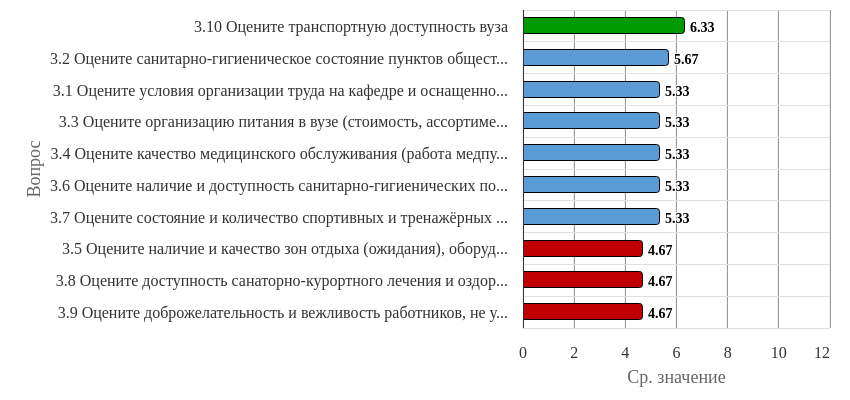 3.10 Оцените транспортную доступность вуза 6.33
3.2 Оцените санитарно-гигиеническое состояние пунктов общест... 5.67
3.1 Оцените условия организации труда на кафедре и оснащенно... 5.33
3.3 Оцените организацию питания в вузе (стоимость, ассортиме... 5.33
3.4 Оцените качество медицинского обслуживания (работа медпу... 5.33
3.6 Оцените наличие и доступность санитарно-гигиенических по... 5.33
3.7 Оцените состояние и количество спортивных и тренажёрных ... 5.33
3.5 Оцените наличие и качество зон отдыха (ожидания), оборуд... 4.67
3.8 Оцените доступность санаторно-курортного лечения и оздор... 4.67
3.9 Оцените доброжелательность и вежливость работников, не у... 4.67
Вопрос
0 2 4 6 8 10 12
Ср. значение